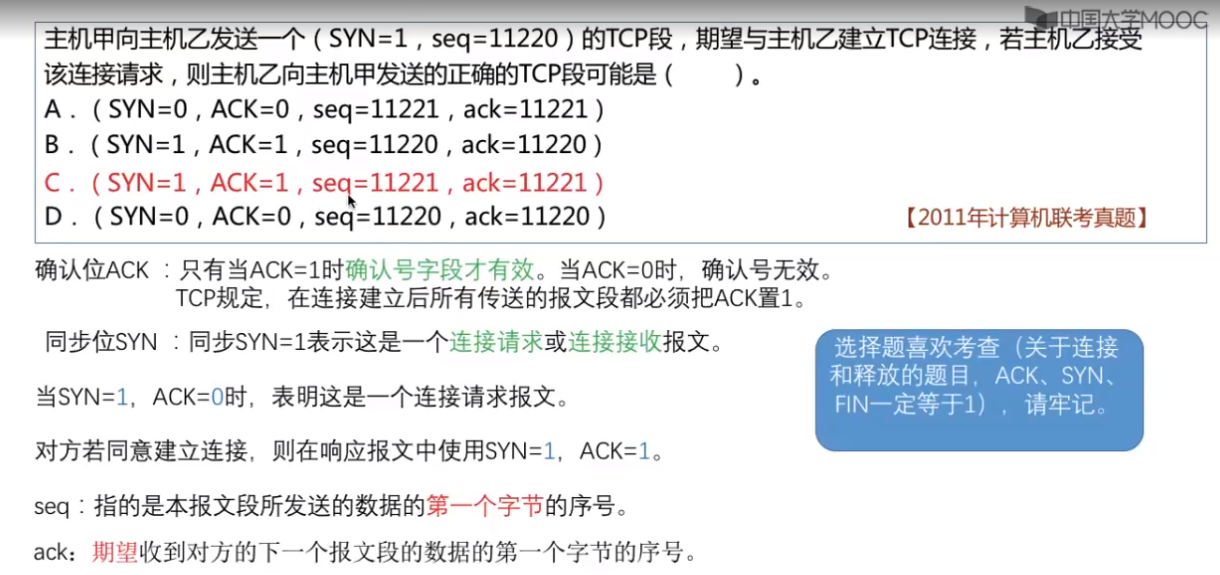 中国大学MOOC
主机甲向主机乙发送一个（SYN=1，seq=11220）的TCP段，期望与主机乙建立TCP连接，若主机乙接受
该连接请求，则主机乙向主机甲发送的正确的TCP段可能是（　　）。
A．（SYN=0，ACK=0，seq=11221，ack=11221）
B．（SYN=1，ACK=1，seq=11220，ack=11220）
C．（SYN=1，ACK=1，seq=11221，ack=11221）
D．（SYN=0，ACK=0，seq=11220，ack=11220）
【2011年计算机联考真题】
确认位ACK ：只有当ACK=1时确认号字段才有效。当ACK=0时，确认号无效。
TCP规定，在连接建立后所有传送的报文段都必须把ACK置1。
同步位SYN ：同步SYN=1表示这是一个连接请求或连接接收报文。
当SYN=1，ACK=0时，表明这是一个连接请求报文。
对方若同意建立连接，则在响应报文中使用SYN=1，ACK=1。
seq：指的是本报文段所发送的数据的第一个字节的序号。
ack：期望收到对方的下一个报文段的数据的第一个字节的序号。
选择题喜欢考查（关于连接
和释放的题目，ACK、SYN、
FIN一定等于1），请牢记。